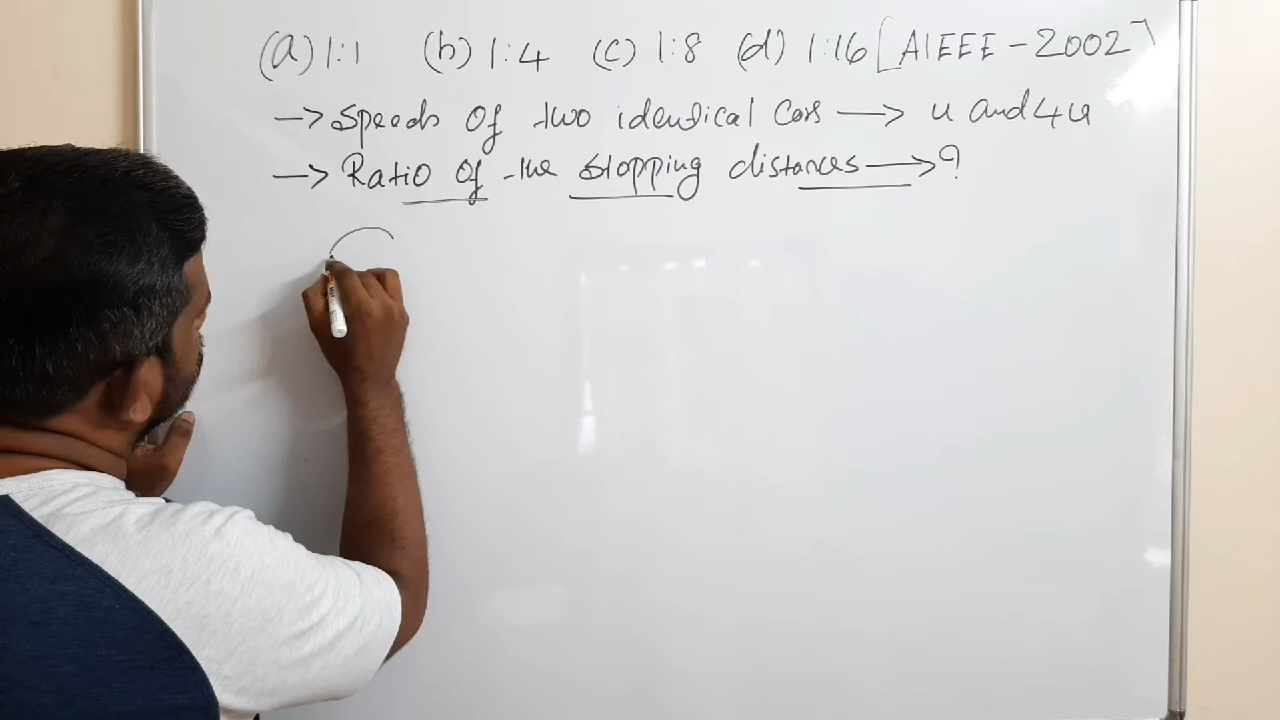 (a) 1:1 (b) 1:4 (c) 1:8 (d) 1:16 [AIEEE - 2002]
→ Speeds of two identical Cars → u and 4u
→ Ratio of the stopping distances → ?